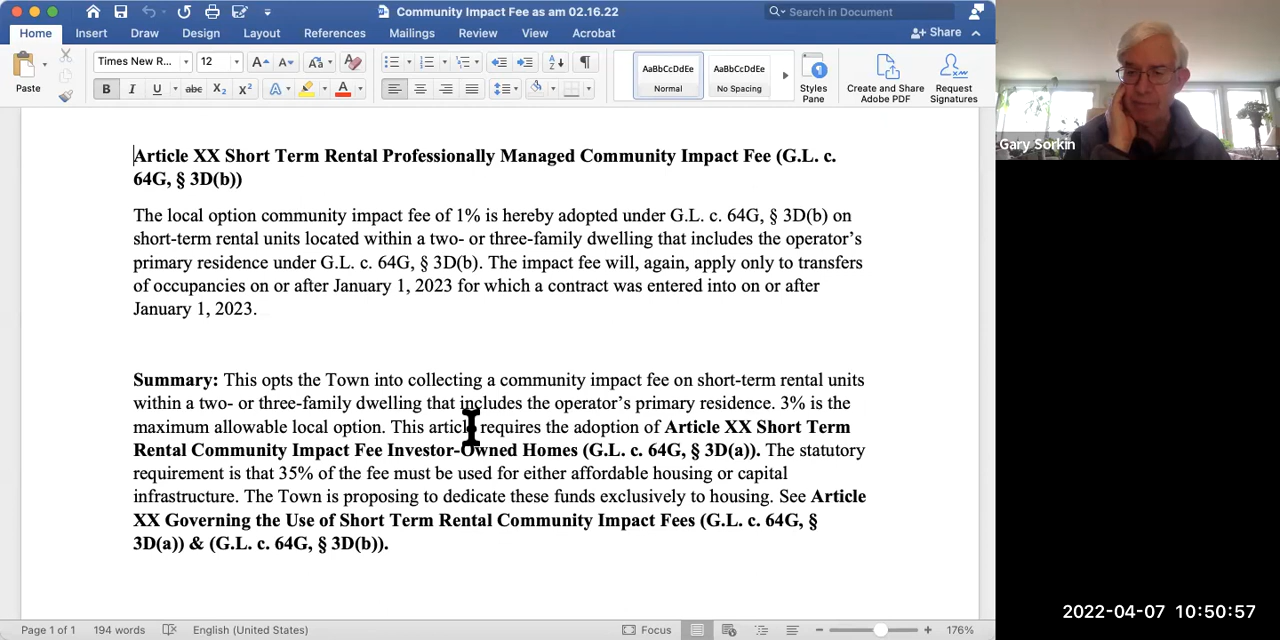 Community Impact Fee as am 02.16.22
Search in Document
Home Insert Draw Design Layout References Mailings Review View Acrobat
Share
Paste
Times New R...
12
AaBbCcDdEe
Normal
AaBbCcDdEe
No Spacing
Styles Pane
Create and Share Adobe PDF
Request Signatures
Gary Sorkin
Article XX Short Term Rental Professionally Managed Community Impact Fee (G.L. c.
64G, § 3D(b))
The local option community impact fee of 1% is hereby adopted under G.L. c. 64G, § 3D(b) on
short-term rental units located within a two- or three-family dwelling that includes the operator's
primary residence under G.L. c. 64G, § 3D(b). The impact fee will, again, apply only to transfers
of occupancies on or after January 1, 2023 for which a contract was entered into on or after
January 1, 2023.
Summary: This opts the Town into collecting a community impact fee on short-term rental units
within a two- or three-family dwelling that includes the operator's primary residence. 3% is the
maximum allowable local option. This article requires the adoption of Article XX Short Term
Rental Community Impact Fee Investor-Owned Homes (G.L. c. 64G, § 3D(a)). The statutory
requirement is that 35% of the fee must be used for either affordable housing or capital
infrastructure. The Town is proposing to dedicate these funds exclusively to housing. See Article
XX Governing the Use of Short Term Rental Community Impact Fees (G.L. c. 64G, §
3D(a)) & (G.L. c. 64G, § 3D(b)).
2022-04-07 10:50:57
Page 1 of 1 194 words English (United States) Focus 176%